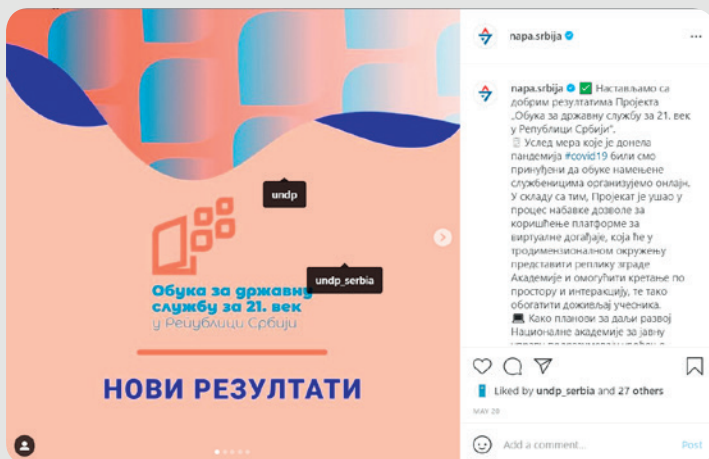 undp
undp_serbia
Обука за државну
службу за 21. век
у Републици Србији
НОВИ РЕЗУЛТАТИ
napa.srbija
napa.srbija ✅ Настављамо са
добрим резултатима Пројекта
„Обука за државну службу за 21. век
у Републици Србији“.
Услед мера које је донела
пандемија #covid19 били смо
принуђени да обуке намењене
службеницима организујемо онлајн.
У складу са тим, Пројекат је ушао у
процес набавке дозволе за
коришћење платформе за
виртуелне догађаје, која ће у
тродимензионалном окружењу
представити реплику зграде
Академије и омогућити кретање по
простору и интеракцију, те тако
обогатити доживљај учесника.
💻 Како планови за даљи развој
Националне академије за јавну
Liked by undp_serbia and 27 others
MAY 20
Add a comment...
Post